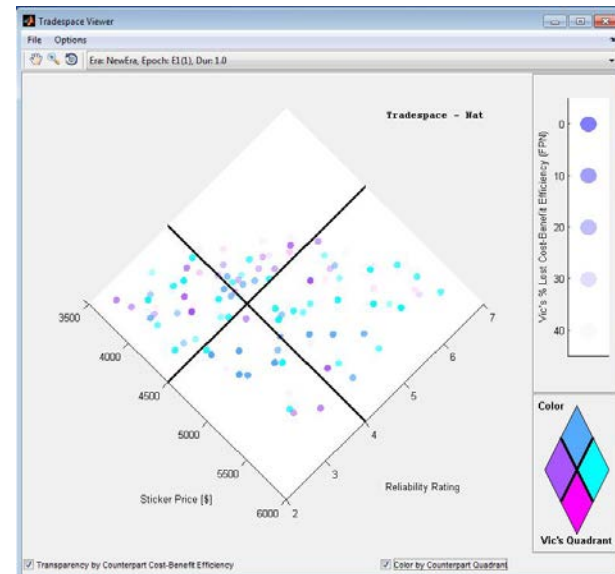 Tradespace Viewer
File Options
Era: NewEra, Epoch: E1(1), Dur: 1.0
Tradespace - Nat
3500
4000
4500
5000
5500
6000
Sticker Price [$]
2
3
4
5
6
7
Reliability Rating
0
10
20
30
40
Vic's % Lost Cost-Benefit Efficiency (FPN)
Color
Vic's Quadrant
Transparency by Counterpart Cost-Benefit Efficiency
Color by Counterpart Quadrant